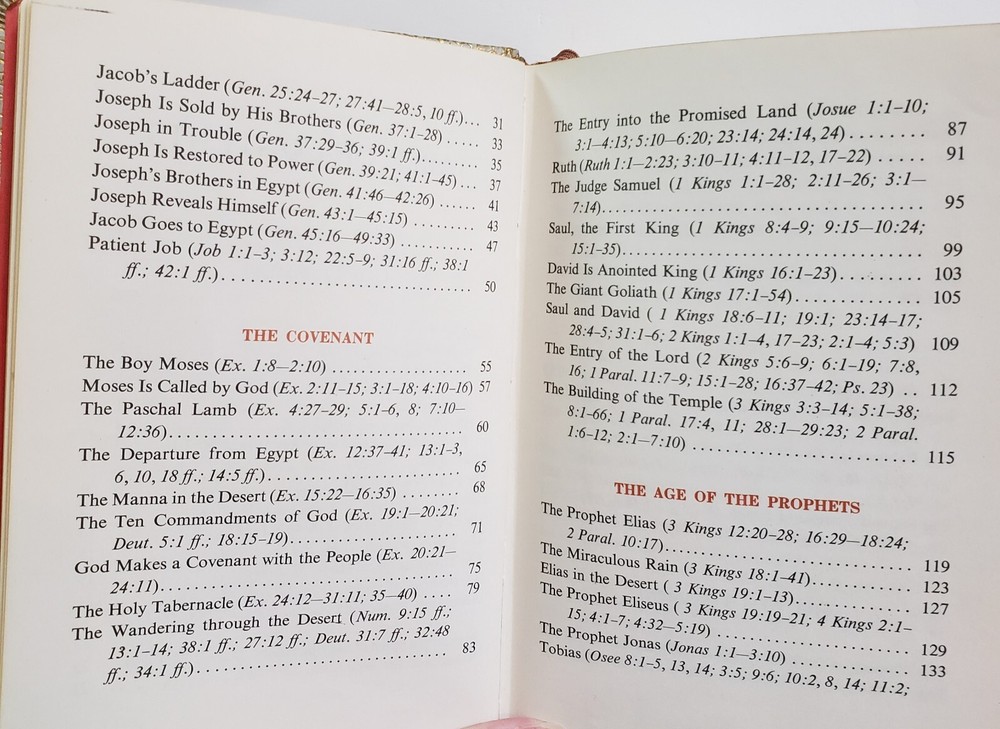 Jacob's Ladder (Gen. 25:24–27; 27:41–28:5, 10 ff.)... 31
Joseph Is Sold by His Brothers (Gen. 37:1–28) ..... 33
Joseph in Trouble (Gen. 37:29–36; 39:1 ff.)........ 35
Joseph Is Restored to Power (Gen. 39:21; 41:1–45)... 37
Joseph's Brothers in Egypt (Gen. 41:46–42:26) ...... 41
Joseph Reveals Himself (Gen. 43:1–45:15) ......... 43
Jacob Goes to Egypt (Gen. 45:16—49:33) .......... 47
Patient Job (Job 1:1–3; 3:12; 22:5–9; 31:16 ff.; 38:1
ff.; 42:1 ff.)............................... 50
THE COVENANT
The Boy Moses (Ex. 1:8—2:10) .................. 55
Moses Is Called by God (Ex. 2:11–15; 3:1–18; 4:10–16) 57
The Paschal Lamb (Ex. 4:27–29; 5:1–6, 8; 7:10—
12:36)..................................... 60
The Departure from Egypt (Ex. 12:37–41; 13:1–3,
6, 10, 18 ff.; 14:5 ff.)........................ 65
The Manna in the Desert (Ex. 15:22—16:35) ........ 68
The Ten Commandments of God (Ex. 19:1—20:21;
Deut. 5:1 ff.; 18:15–19)....................... 71
God Makes a Covenant with the People (Ex. 20:21—
24:11)..................................... 75
The Holy Tabernacle (Ex. 24:12—31:11; 35—40) .... 79
The Wandering through the Desert (Num. 9:15 ff.;
13:1–14; 38:1 ff.; 27:12 ff.; Deut. 31:7 ff.; 32:48
ff.; 34:1 ff.)................................ 83
The Entry into the Promised Land (Josue 1:1–10;
3:1–4:13; 5:10—6:20; 23:14; 24:14, 24) ........ 87
Ruth (Ruth 1:1–2:23; 3:10–11; 4:11–12, 17–22) ..... 91
The Judge Samuel (1 Kings 1:1–28; 2:11–26; 3:1—
7:14)..................................... 95
Saul, the First King (1 Kings 8:4–9; 9:15—10:24;
15:1–35)................................... 99
David Is Anointed King (1 Kings 16:1–23)......... 103
The Giant Goliath (1 Kings 17:1–54).............. 105
Saul and David ( 1 Kings 18:6–11; 19:1; 23:14–17;
28:4–5; 31:1–6; 2 Kings 1:1–4, 17–23; 2:1–4; 5:3) 109
The Entry of the Lord (2 Kings 5:6–9; 6:1–19; 7:8,
16; 1 Paral. 11:7–9; 15:1–28; 16:37–42; Ps. 23) .. 112
The Building of the Temple (3 Kings 3:3–14; 5:1–38;
8:1–66; 1 Paral. 17:4, 11; 28:1—29:23; 2 Paral.
1:6–12; 2:1—7:10) .......................... 115
THE AGE OF THE PROPHETS
The Prophet Elias (3 Kings 12:20–28; 16:29—18:24;
2 Paral. 10:17)............................. 119
The Miraculous Rain (3 Kings 18:1–41)............ 123
Elias in the Desert ( 3 Kings 19:1–13)............. 127
The Prophet Eliseus ( 3 Kings 19:19–21; 4 Kings 2:1–
15; 4:1–7; 4:32—5:19) ....................... 129
The Prophet Jonas (Jonas 1:1—3:10) ............. 133
Tobias (Osee 8:1–5, 13, 14; 3:5; 9:6; 10:2, 8, 14; 11:2;